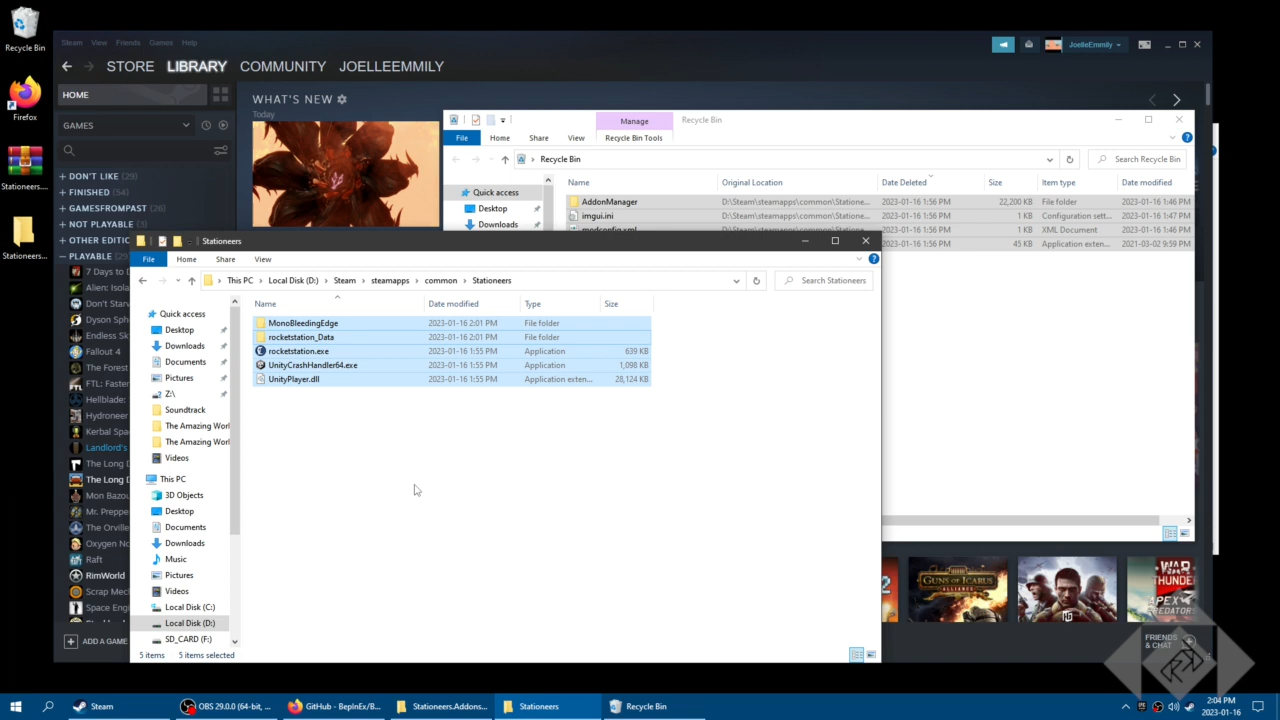 Recycle Bin
Firefox
Stationeers....
Stationeers...
Steam View Friends Games Help
JoelleEmmily
STORE LIBRARY COMMUNITY JOELLEEMMILY
HOME
GAMES
+ DON'T LIKE (29)
+ FINISHED (54)
+ GAMESFROMPAST (26)
+ NOT PLAYABLE (3)
+ OTHER EDITIC
− PLAYABLE
7 Days to D
Alien: Isola
Don't Starv
Dyson Sph
Endless Sk
Fallout 4
The Forest
FTL: Faster
Hellblade:
Hydroneer
Kerbal Spa
Landlord's
The Long D
The Long D
Mon Bazou
Mr. Prepper
The Orville
Oxygen No
Raft
RimWorld
Scrap Mech
Space Eng
ADD A GAME
WHAT'S NEW
Today
Manage Recycle Bin
File Home Share View Recycle Bin Tools
Recycle Bin
Search Recycle Bin
Quick access
Desktop
Downloads
Name Original Location Date Deleted Size Item type Date modified
AddonManager D:\Steam\steamapps\common\Statione... 2023-01-16 1:56 PM 22,200 KB File folder 2023-01-16 1:46 PM
imgui.ini D:\Steam\steamapps\common\Statione... 2023-01-16 1:56 PM 1 KB Configuration sett... 2023-01-16 1:47 PM
modconfig.xml D:\Steam\steamapps\common\Statione... 2023-01-16 1:56 PM 1 KB XML Document 2023-01-16 1:46 PM
2023-01-16 1:56 PM 45 KB Application exten... 2021-03-02 9:59 PM
Stationeers
File Home Share View
This PC Local Disk (D:) Steam steamapps common Stationeers
Search Stationeers
Quick access
Desktop
Downloads
Documents
Pictures
Z:\
Soundtrack
The Amazing Worl
The Amazing Worl
Videos
This PC
3D Objects
Desktop
Documents
Downloads
Music
Pictures
Videos
Local Disk (C:)
Local Disk (D:)
SD_CARD (F:)
Name Date modified Type Size
MonoBleedingEdge 2023-01-16 2:01 PM File folder
rocketstation_Data 2023-01-16 2:01 PM File folder
rocketstation.exe 2023-01-16 1:55 PM Application 639 KB
UnityCrashHandler64.exe 2023-01-16 1:55 PM Application 1,098 KB
UnityPlayer.dll 2023-01-16 1:55 PM Application exten... 28,124 KB
5 items 5 items selected
GUNS OF ICARUS
ALLIANCE
WAR
THUNDER
APEX
PREDATORS
FRIENDS
& CHAT
Steam
OBS 29.0.0 (64-bit, ...
GitHub - BepInEx/B...
Stationeers.Addons...
Stationeers
Recycle Bin
2:04 PM
2023-01-16